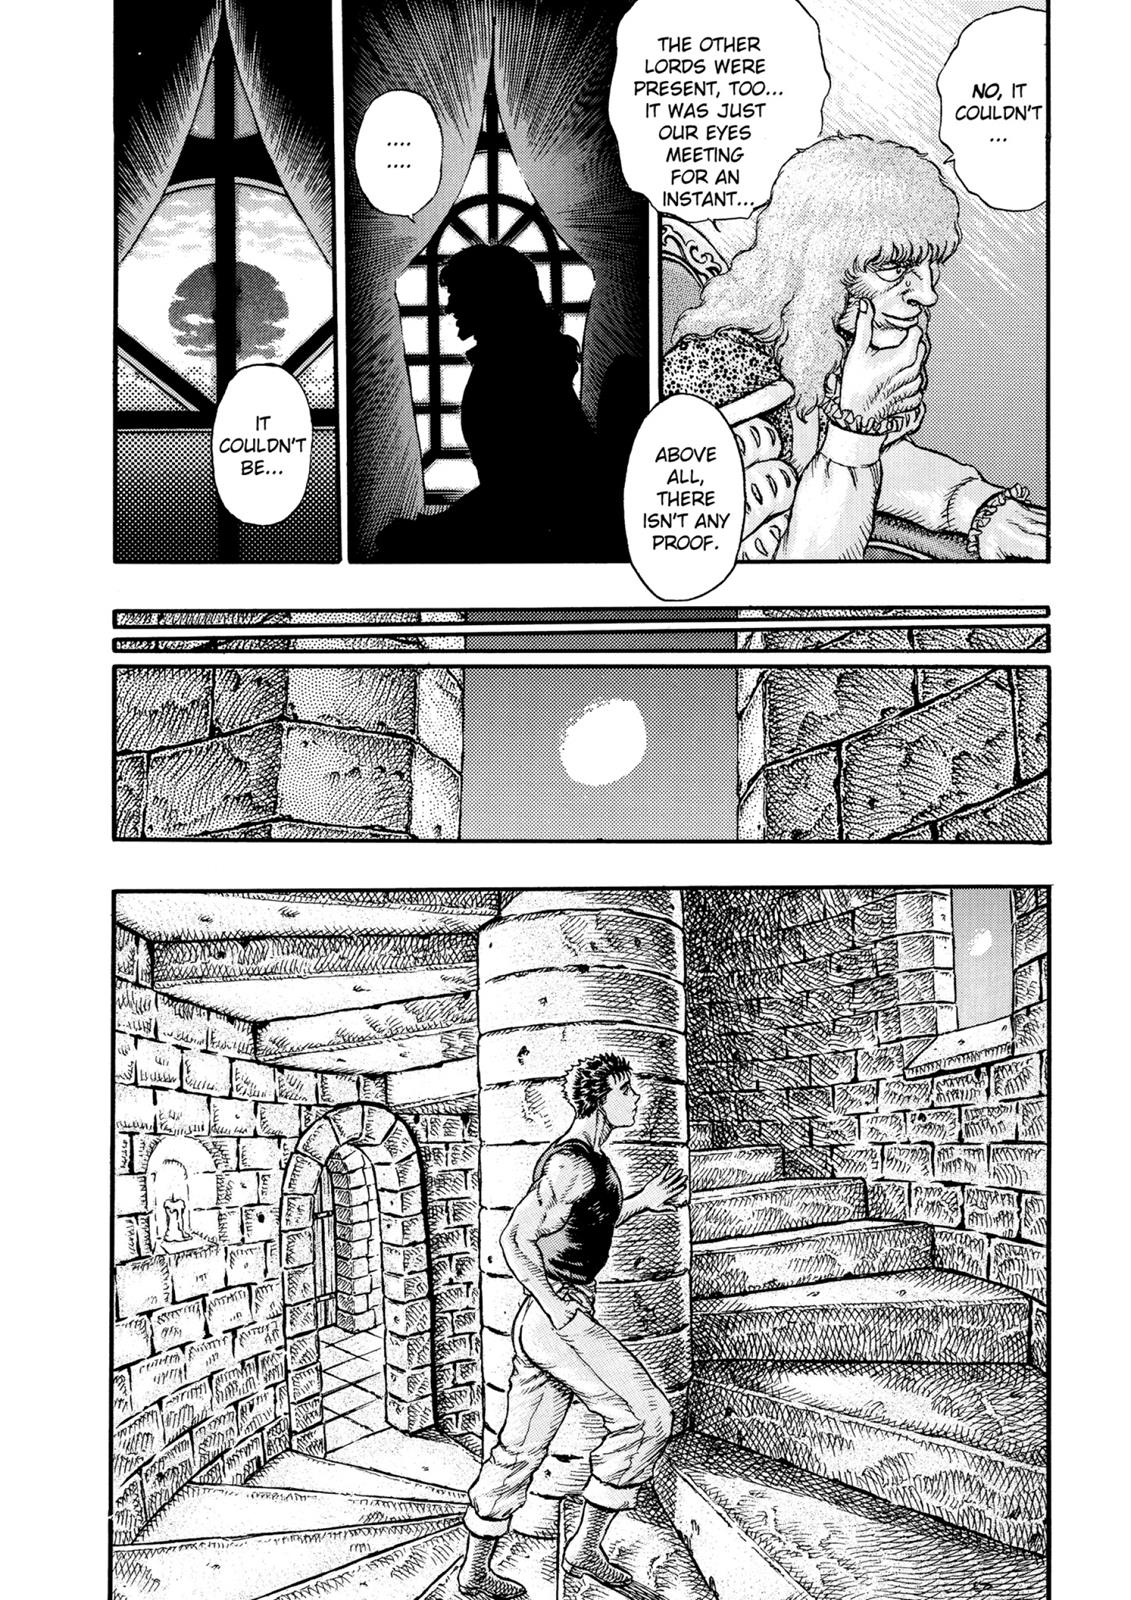 NO, IT
COULDN'T
...
THE OTHER
LORDS WERE
PRESENT, TOO...
IT WAS JUST
OUR EYES
MEETING
FOR AN
INSTANT...
ABOVE
ALL,
THERE
ISN'T ANY
PROOF.
....
....
IT
COULDN'T
BE...